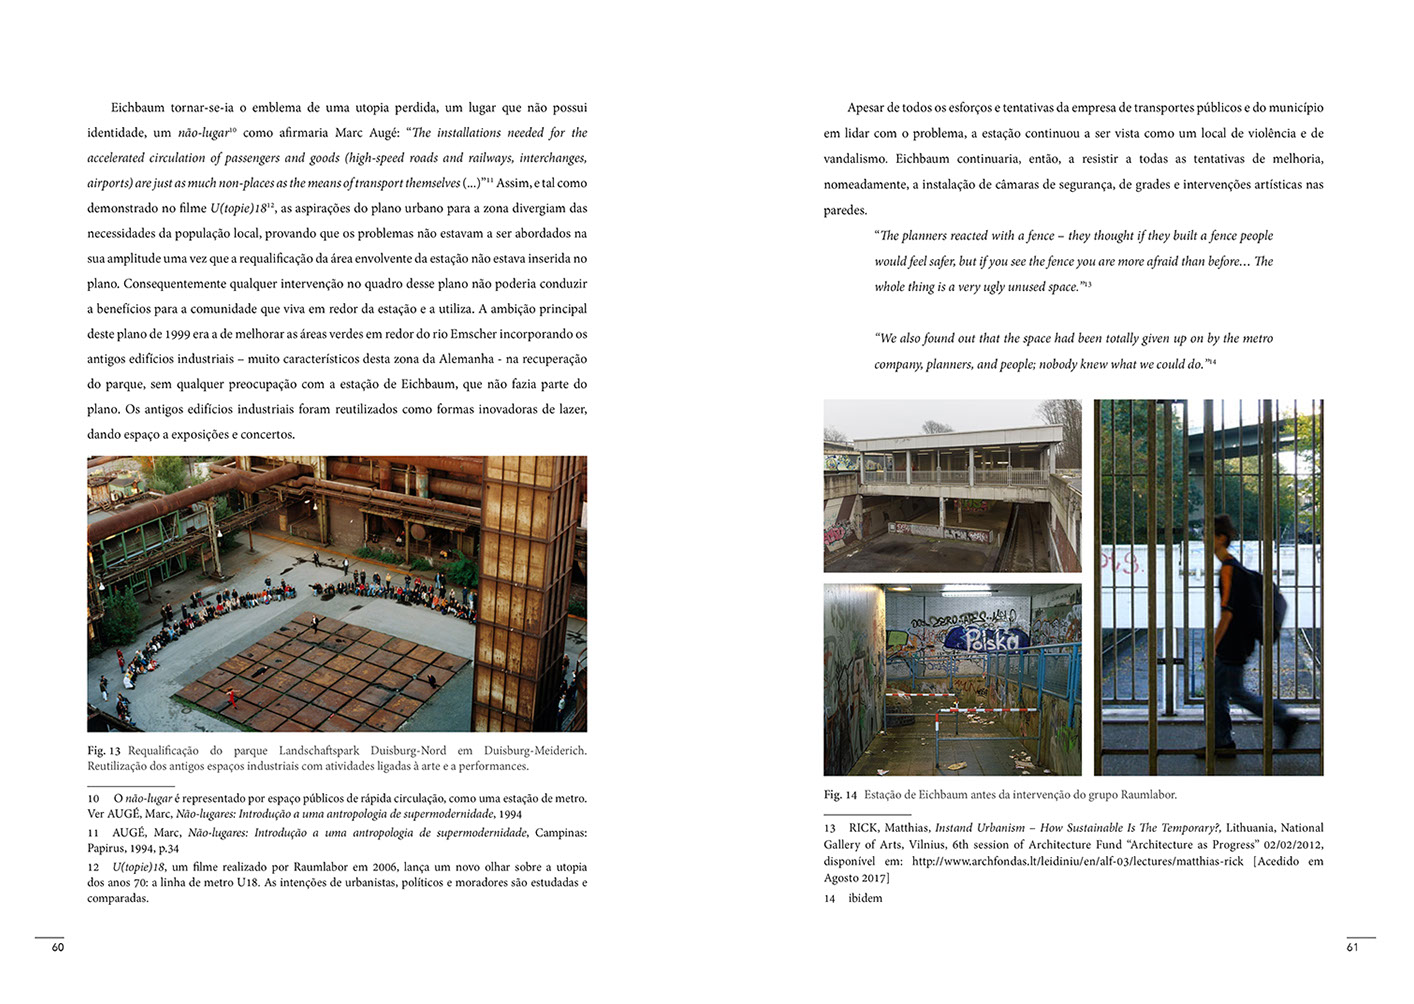 Eichbaum tornar-se-ia o emblema de uma utopia perdida, um lugar que não possui
identidade, um não-lugar¹⁰ como afirmaria Marc Augé: “The installations needed for the
accelerated circulation of passengers and goods (high-speed roads and railways, interchanges,
airports) are just as much non-places as the means of transport themselves (...)”¹¹ Assim, e tal como
demonstrado no filme U(topie)18¹², as aspirações do plano urbano para a zona divergiam das
necessidades da população local, provando que os problemas não estavam a ser abordados na
sua amplitude uma vez que a requalificação da área envolvente da estação não estava inserida no
plano. Consequentemente qualquer intervenção no quadro desse plano não poderia conduzir
a benefícios para a comunidade que viva em redor da estação e a utiliza. A ambição principal
deste plano de 1999 era a de melhorar as áreas verdes em redor do rio Emscher incorporando os
antigos edifícios industriais – muito característicos desta zona da Alemanha - na recuperação
do parque, sem qualquer preocupação com a estação de Eichbaum, que não fazia parte do
plano. Os antigos edifícios industriais foram reutilizados como formas inovadoras de lazer,
dando espaço a exposições e concertos.
Fig. 13 Requalificação do parque Landschaftspark Duisburg-Nord em Duisburg-Meiderich.
Reutilização dos antigos espaços industriais com atividades ligadas à arte e a performances.
10 O não-lugar é representado por espaço públicos de rápida circulação, como uma estação de metro.
Ver AUGÉ, Marc, Não-lugares: Introdução a uma antropologia de supermodernidade, 1994
11 AUGÉ, Marc, Não-lugares: Introdução a uma antropologia de supermodernidade, Campinas:
Papirus, 1994, p.34
12 U(topie)18, um filme realizado por Raumlabor em 2006, lança um novo olhar sobre a utopia
dos anos 70: a linha de metro U18. As intenções de urbanistas, políticos e moradores são estudadas e
comparadas.
60
Apesar de todos os esforços e tentativas da empresa de transportes públicos e do município
em lidar com o problema, a estação continuou a ser vista como um local de violência e de
vandalismo. Eichbaum continuaria, então, a resistir a todas as tentativas de melhoria,
nomeadamente, a instalação de câmaras de segurança, de grades e intervenções artísticas nas
paredes.
“The planners reacted with a fence – they thought if they built a fence people
would feel safer, but if you see the fence you are more afraid than before… The
whole thing is a very ugly unused space.”¹³
“We also found out that the space had been totally given up on by the metro
company, planners, and people; nobody knew what we could do.”¹⁴
Polska
Fig. 14 Estação de Eichbaum antes da intervenção do grupo Raumlabor.
13 RICK, Matthias, Instand Urbanism – How Sustainable Is The Temporary?, Lithuania, National
Gallery of Arts, Vilnius, 6th session of Architecture Fund “Architecture as Progress” 02/02/2012,
disponível em: http://www.archfondas.lt/leidiniu/en/alf-03/lectures/matthias-rick [Acedido em
Agosto 2017]
14 ibidem
61